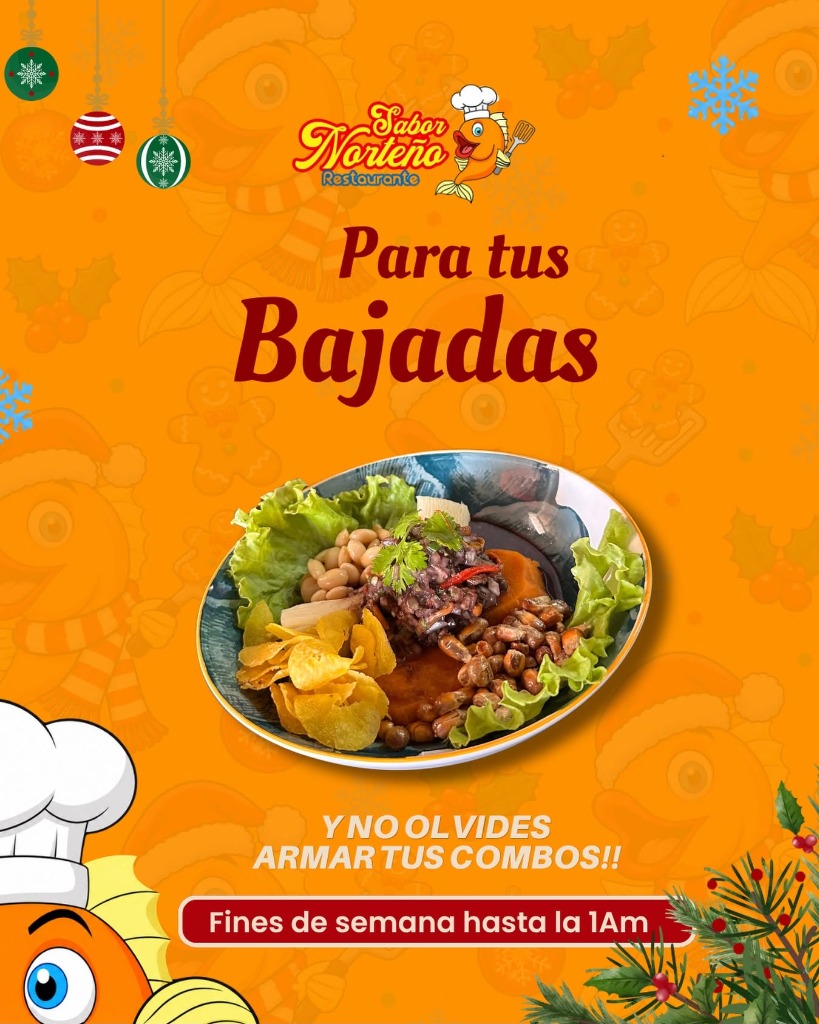 Sabor
Norteño
Restaurante
Para tus
Bajadas
Y NO OLVIDES
ARMAR TUS COMBOS!!
Fines de semana hasta la 1Am